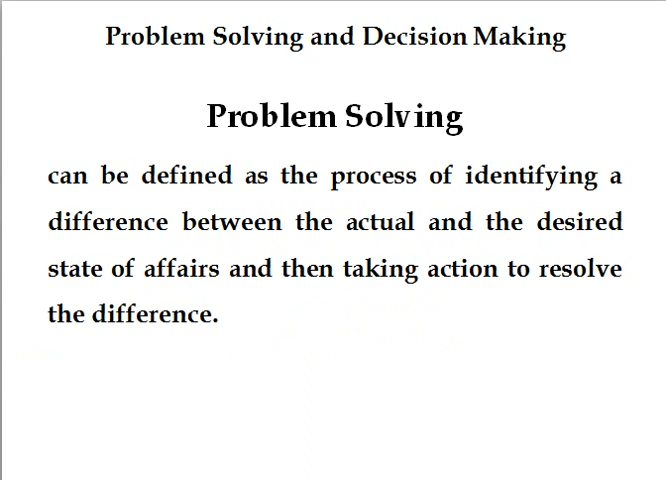 Problem Solving and Decision Making
Problem Solving
can be defined as the process of identifying a
difference between the actual and the desired
state of affairs and then taking action to resolve
the difference.